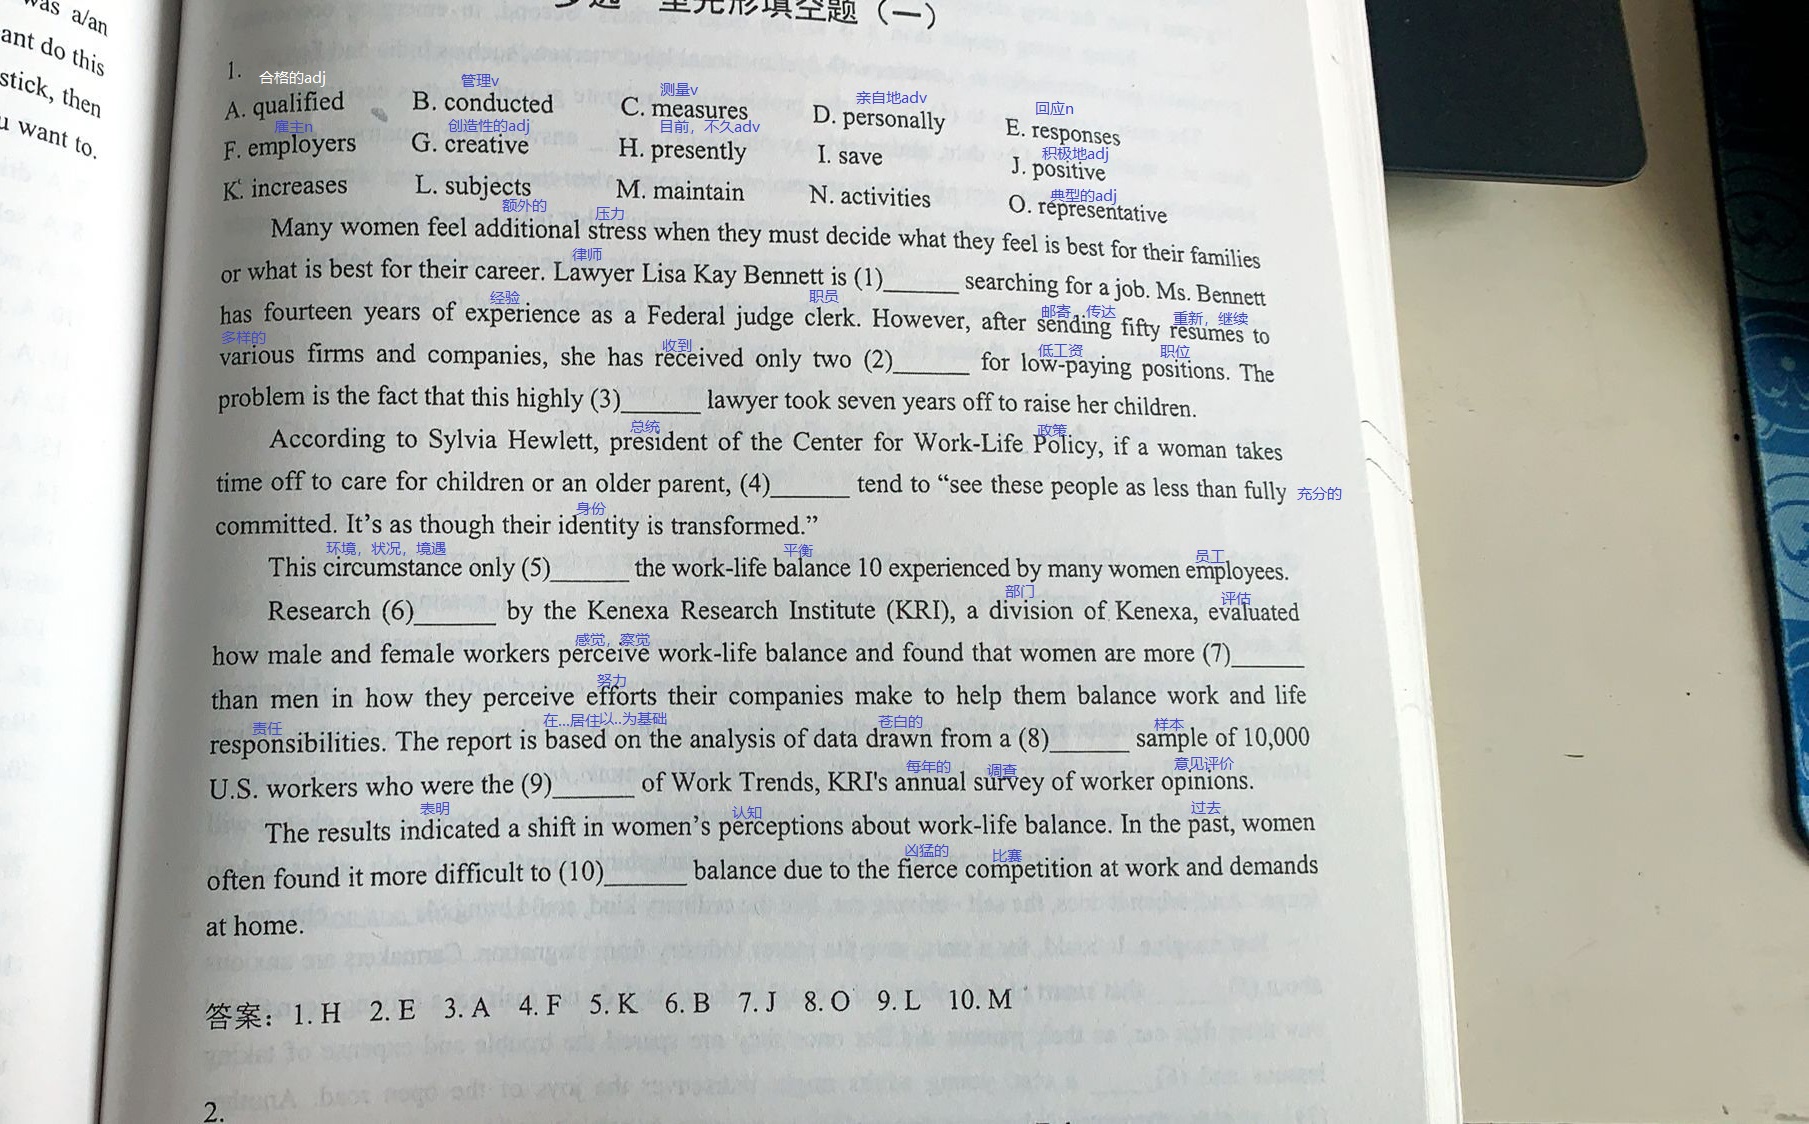 was a/an
ant do this
stick, then
u want to.
填空题（一）
1. 合格的adj
管理v
测量v
亲自地adv
回应n
A. qualified B. conducted C. measures D. personally E. responses
雇主n
创造性的adj
目前，不久adv
积极地adj
F. employers G. creative H. presently I. save J. positive
典型的adj
K. increases L. subjects M. maintain N. activities O. representative
额外的
压力
Many women feel additional stress when they must decide what they feel is best for their families
律师
or what is best for their career. Lawyer Lisa Kay Bennett is (1)______ searching for a job. Ms. Bennett
经验
职员
邮寄，传达
重新，继续
has fourteen years of experience as a Federal judge clerk. However, after sending fifty resumes to
多样的
收到
低工资
职位
various firms and companies, she has received only two (2)______ for low-paying positions. The
problem is the fact that this highly (3)______ lawyer took seven years off to raise her children.
总统
政策
According to Sylvia Hewlett, president of the Center for Work-Life Policy, if a woman takes
time off to care for children or an older parent, (4)______ tend to “see these people as less than fully 充分的
身份
committed. It’s as though their identity is transformed.”
环境，状况，境遇
平衡
员工
This circumstance only (5)______ the work-life balance 10 experienced by many women employees.
部门
评估
Research (6)______ by the Kenexa Research Institute (KRI), a division of Kenexa, evaluated
感觉，察觉
how male and female workers perceive work-life balance and found that women are more (7)______
努力
than men in how they perceive efforts their companies make to help them balance work and life
责任
在...居住以..为基础
苍白的
样本
responsibilities. The report is based on the analysis of data drawn from a (8)______ sample of 10,000
每年的
调查
意见评价
U.S. workers who were the (9)______ of Work Trends, KRI's annual survey of worker opinions.
表明
认知
过去
The results indicated a shift in women’s perceptions about work-life balance. In the past, women
凶猛的
比赛
often found it more difficult to (10)______ balance due to the fierce competition at work and demands
at home.
答案：1. H 2. E 3. A 4. F 5. K 6. B 7. J 8. O 9. L 10. M
2.